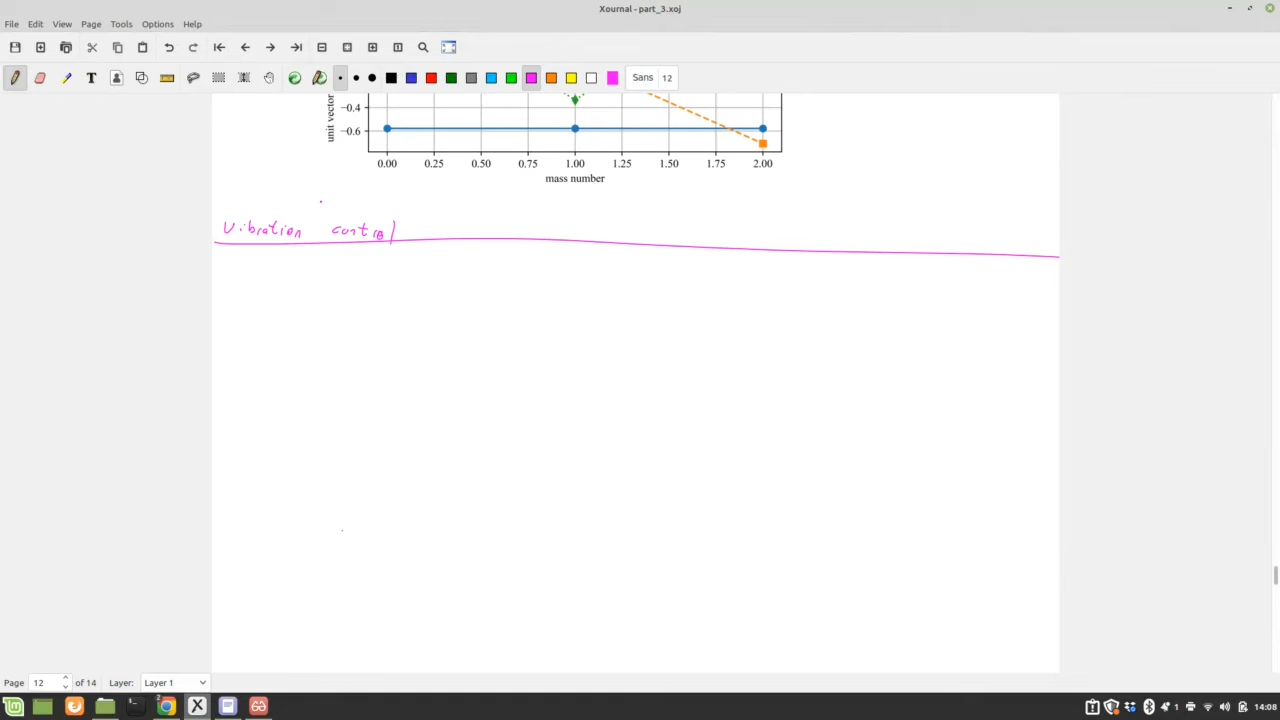 Xournal - part_3.xoj
File Edit View Page Tools Options Help
Sans 12
unit vector
−0.4
−0.6
0.00 0.25 0.50 0.75 1.00 1.25 1.50 1.75 2.00
mass number
Vibration control
Page 12 of 14 Layer: Layer 1
2 1 14:08